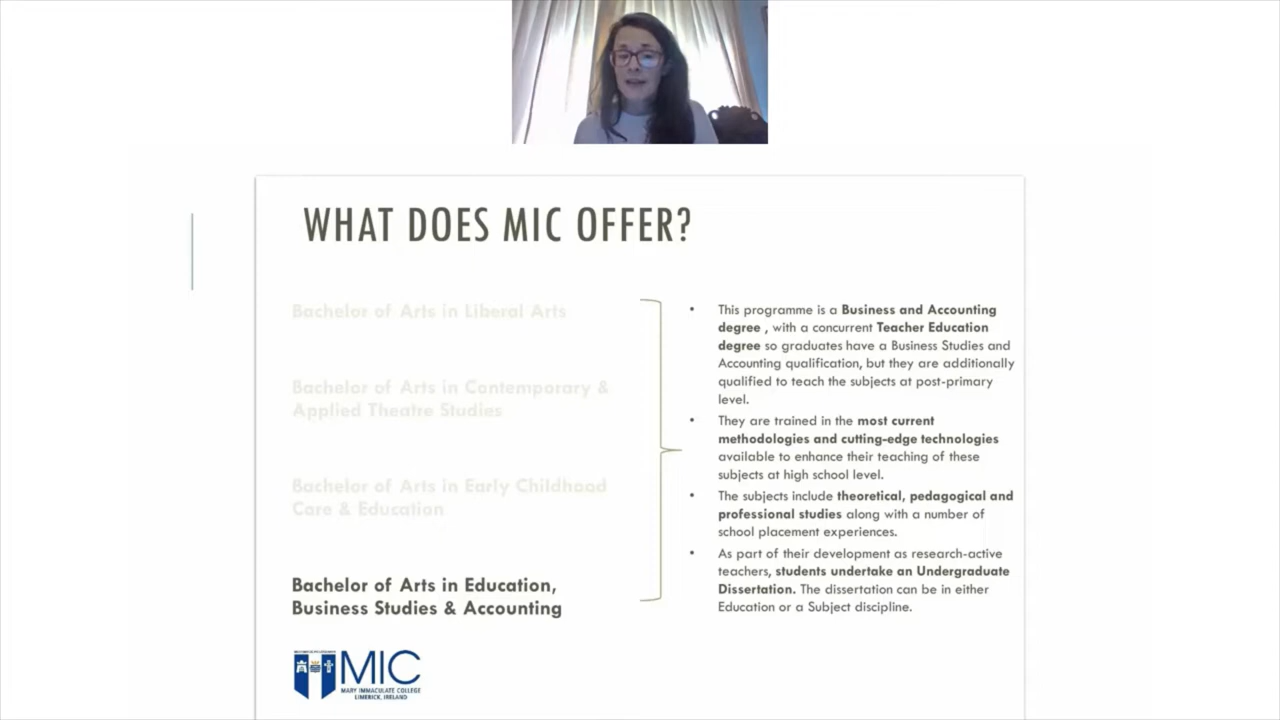 WHAT DOES MIC OFFER?
Bachelor of Arts in Liberal Arts
Bachelor of Arts in Contemporary &
Applied Theatre Studies
Bachelor of Arts in Early Childhood
Care & Education
Bachelor of Arts in Education,
Business Studies & Accounting
• This programme is a Business and Accounting
degree , with a concurrent Teacher Education
degree so graduates have a Business Studies and
Accounting qualification, but they are additionally
qualified to teach the subjects at post-primary
level.
• They are trained in the most current
methodologies and cutting-edge technologies
available to enhance their teaching of these
subjects at high school level.
• The subjects include theoretical, pedagogical and
professional studies along with a number of
school placement experiences.
• As part of their development as research-active
teachers, students undertake an Undergraduate
Dissertation. The dissertation can be in either
Education or a Subject discipline.
MIC
MARY IMMACULATE COLLEGE
LIMERICK, IRELAND